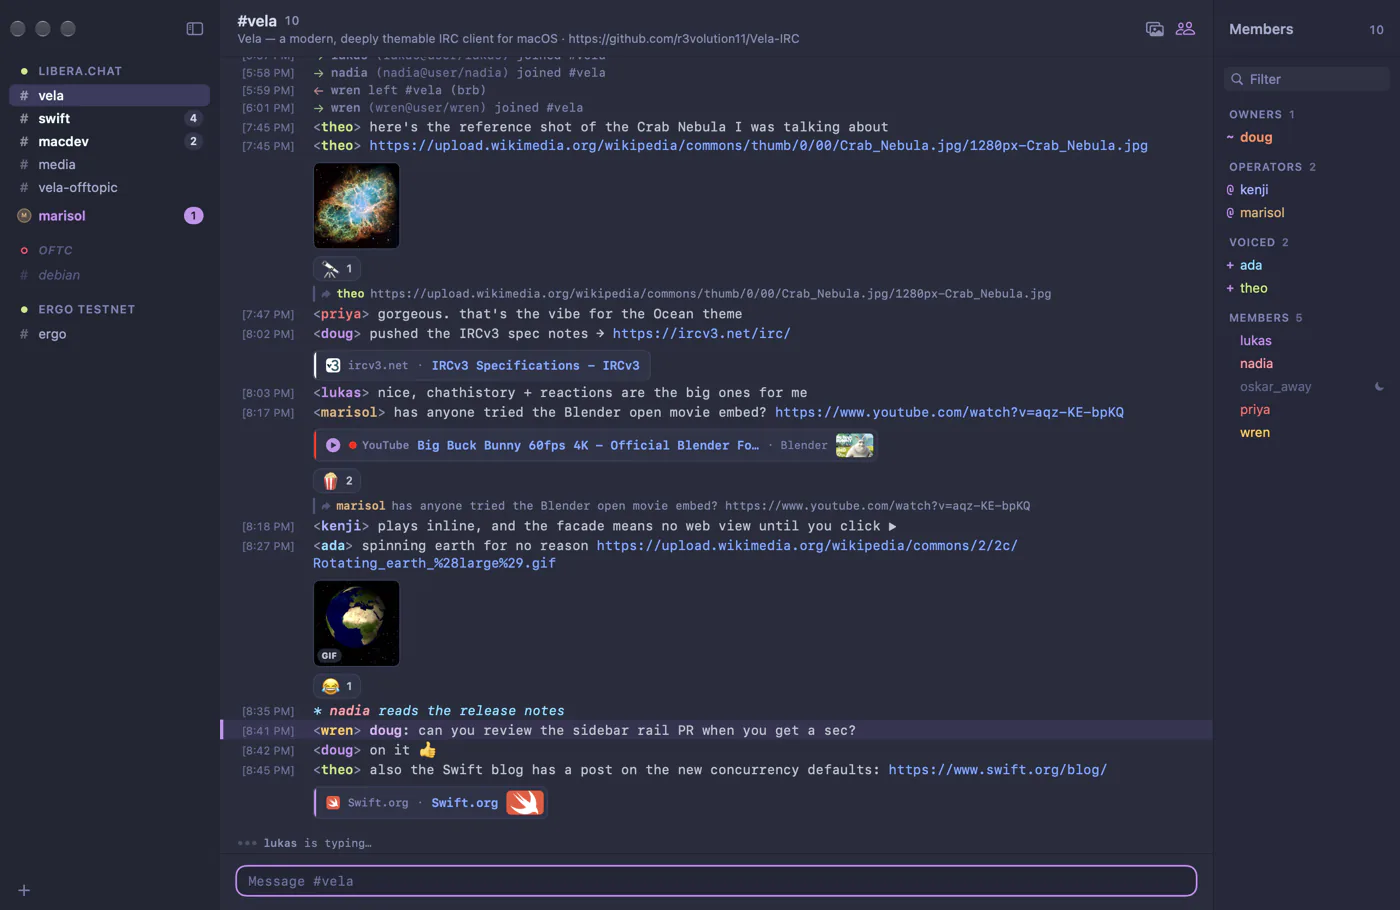 #vela 10
Vela — a modern, deeply themable IRC client for macOS · https://github.com/r3volution11/Vela-IRC
LIBERA.CHAT
# vela
# swift 4
# macdev 2
# media
# vela-offtopic
M marisol 1
OFTC
# debian
ERGO TESTNET
# ergo
+
[5:57 PM] → lukas (lukas@user/lukas) joined #vela
[5:58 PM] → nadia (nadia@user/nadia) joined #vela
[5:59 PM] ← wren left #vela (brb)
[6:01 PM] → wren (wren@user/wren) joined #vela
[7:45 PM] <theo> here's the reference shot of the Crab Nebula I was talking about
[7:45 PM] <theo> https://upload.wikimedia.org/wikipedia/commons/thumb/0/00/Crab_Nebula.jpg/1280px-Crab_Nebula.jpg
🔭 1
theo https://upload.wikimedia.org/wikipedia/commons/thumb/0/00/Crab_Nebula.jpg/1280px-Crab_Nebula.jpg
[7:47 PM] <priya> gorgeous. that's the vibe for the Ocean theme
[8:02 PM] <doug> pushed the IRCv3 spec notes → https://ircv3.net/irc/
v3 ircv3.net · IRCv3 Specifications – IRCv3
[8:03 PM] <lukas> nice, chathistory + reactions are the big ones for me
[8:17 PM] <marisol> has anyone tried the Blender open movie embed? https://www.youtube.com/watch?v=aqz-KE-bpKQ
YouTube Big Buck Bunny 60fps 4K – Official Blender Fo… · Blender
🍿 2
marisol has anyone tried the Blender open movie embed? https://www.youtube.com/watch?v=aqz-KE-bpKQ
[8:18 PM] <kenji> plays inline, and the facade means no web view until you click ▶
[8:27 PM] <ada> spinning earth for no reason https://upload.wikimedia.org/wikipedia/commons/2/2c/
Rotating_earth_%28large%29.gif
GIF
😂 1
[8:35 PM] * nadia reads the release notes
[8:41 PM] <wren> doug: can you review the sidebar rail PR when you get a sec?
[8:42 PM] <doug> on it 👍
[8:45 PM] <theo> also the Swift blog has a post on the new concurrency defaults: https://www.swift.org/blog/
Swift.org · Swift.org
lukas is typing…
Message #vela
Members 10
Filter
OWNERS 1
~ doug
OPERATORS 2
@ kenji
@ marisol
VOICED 2
+ ada
+ theo
MEMBERS 5
lukas
nadia
oskar_away
priya
wren